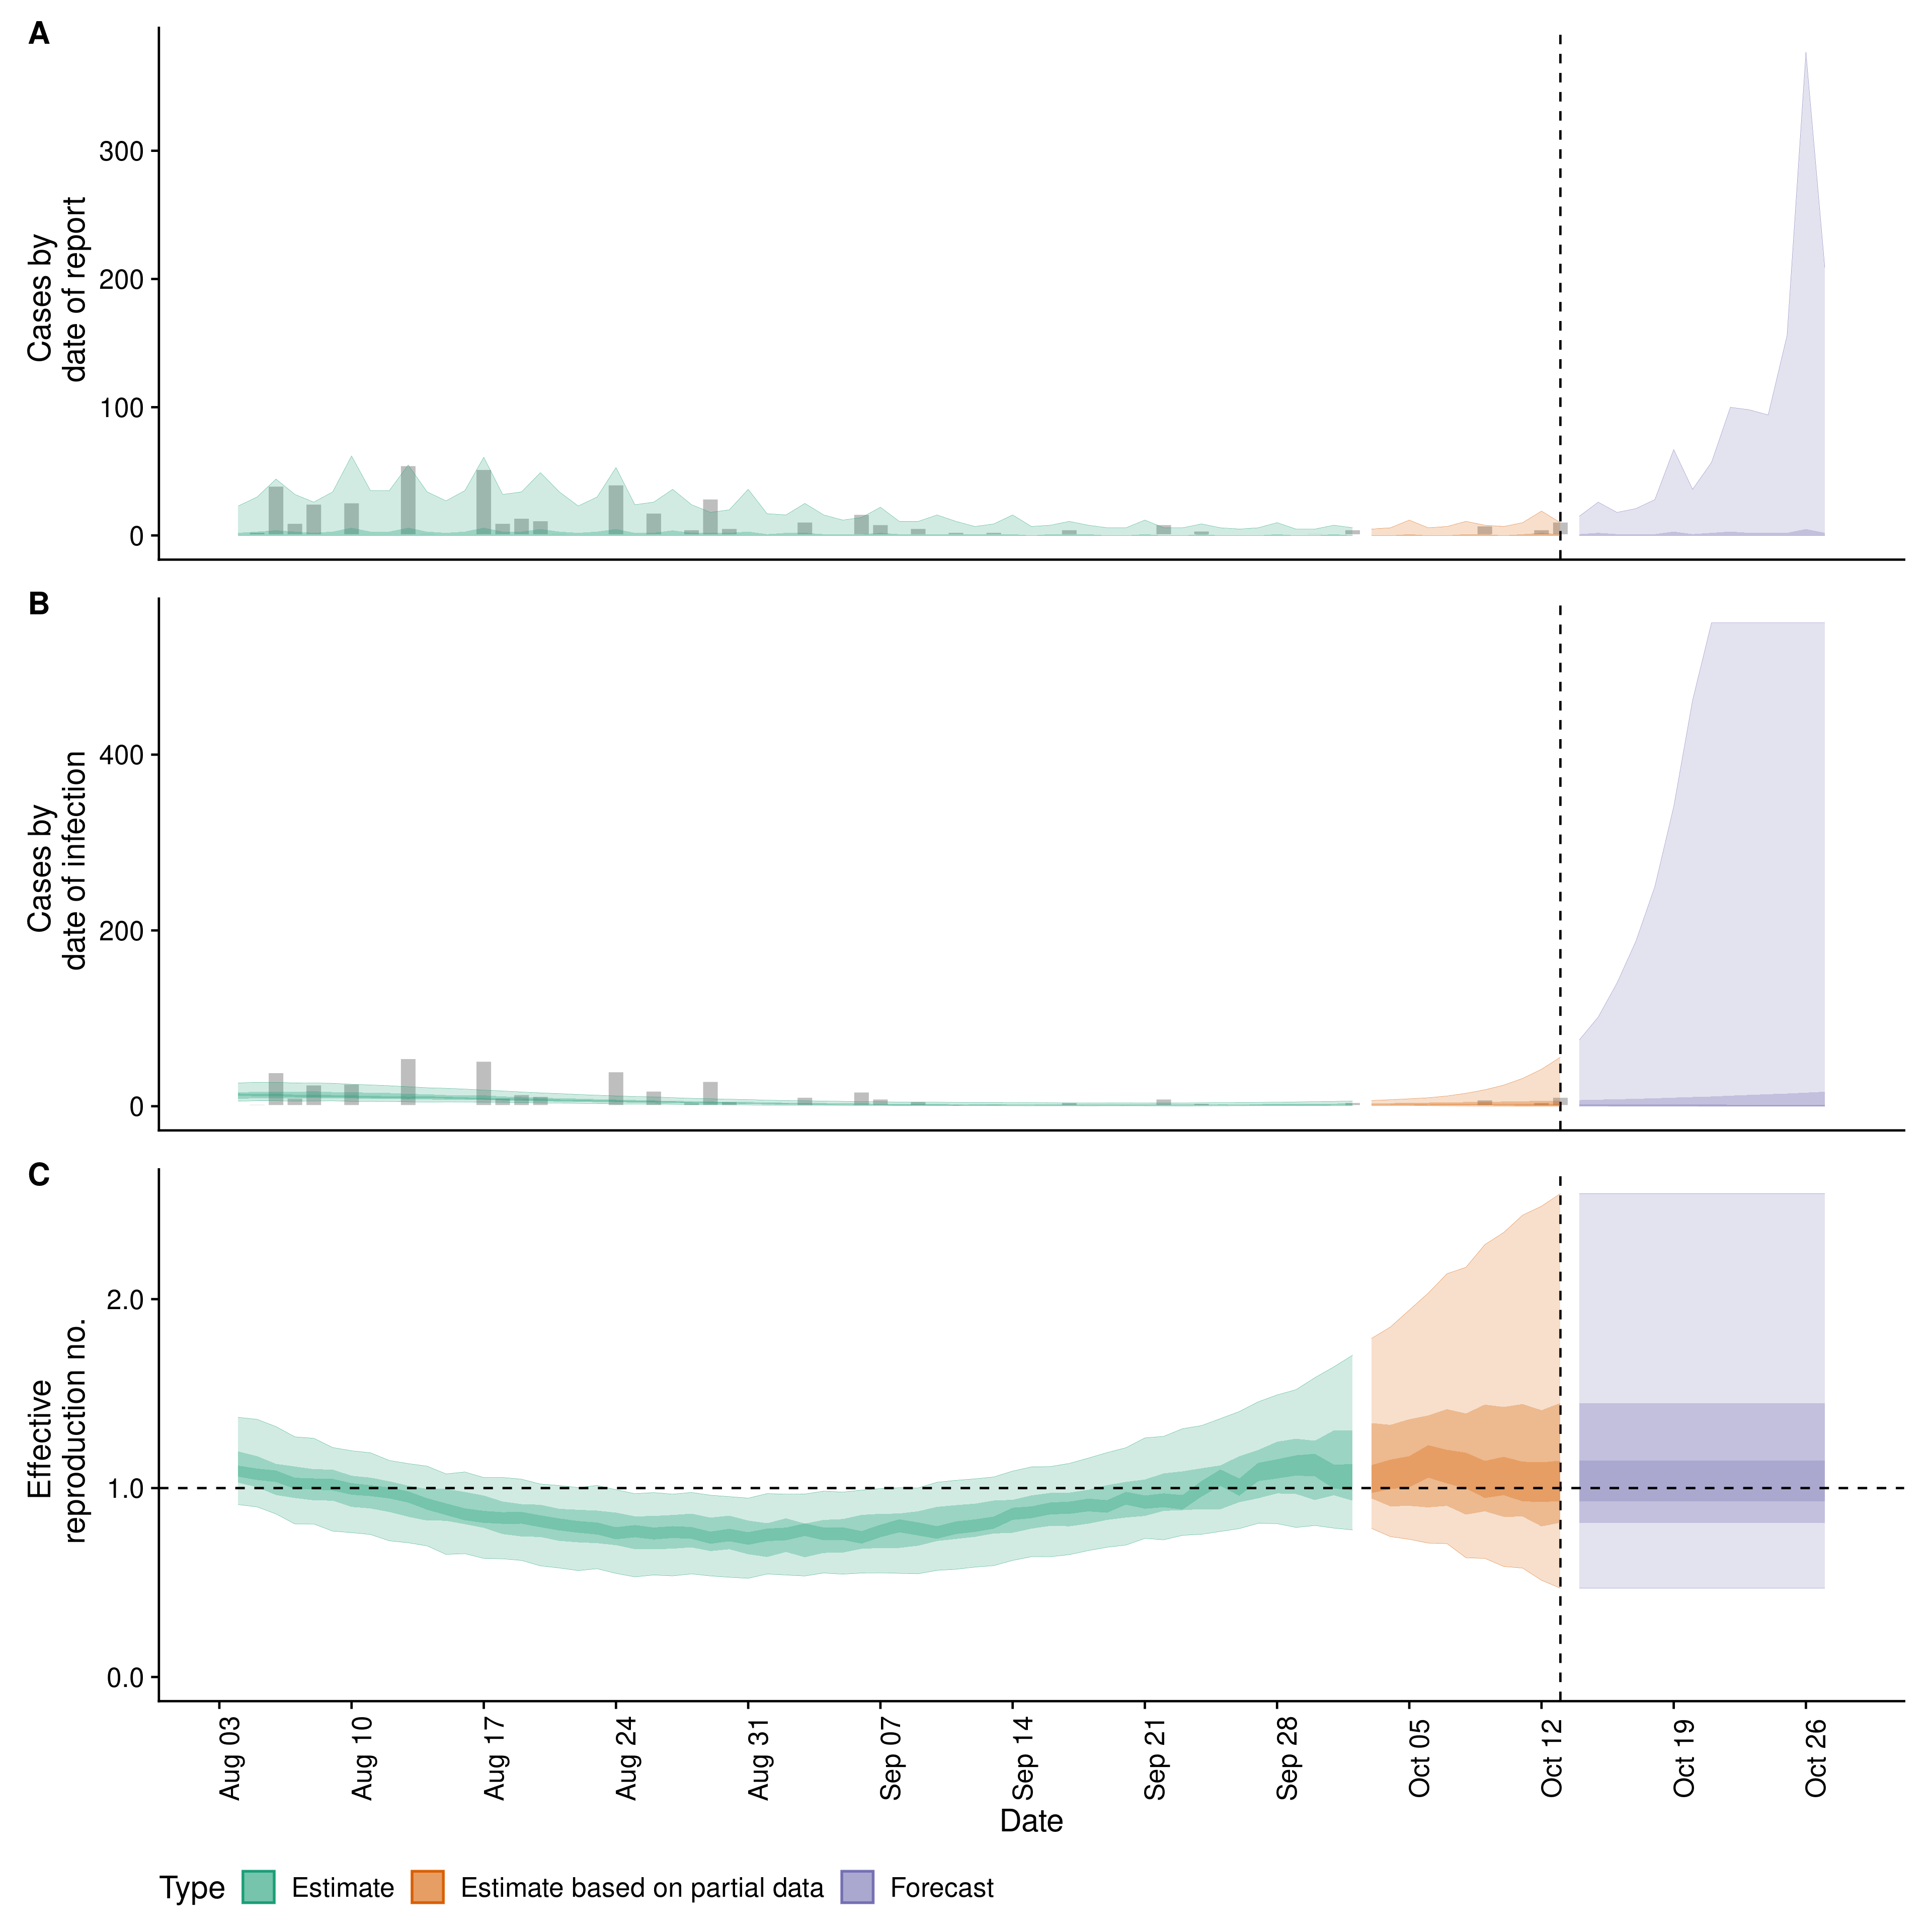 A
Cases by
date of report
300
200
100
0
B
Cases by
date of infection
400
200
0
C
Effective
reproduction no.
2.0
1.0
0.0
Aug 03
Aug 10
Aug 17
Aug 24
Aug 31
Sep 07
Sep 14
Sep 21
Sep 28
Oct 05
Oct 12
Oct 19
Oct 26
Date
Type Estimate Estimate based on partial data Forecast